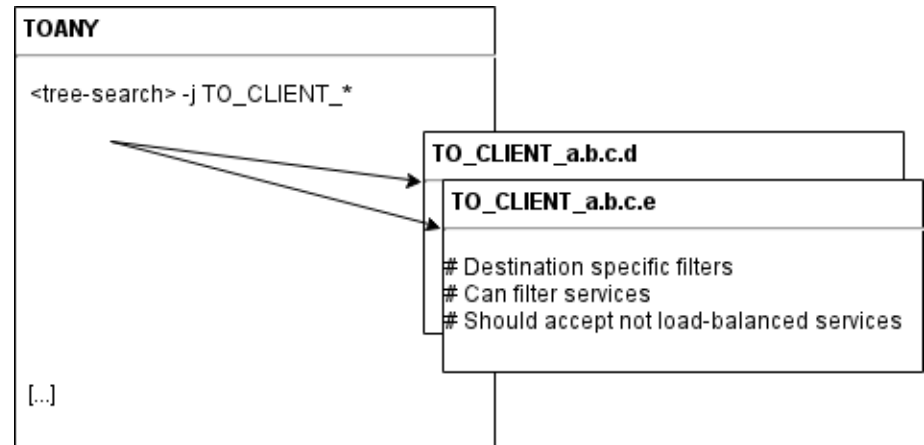 TOANY
<tree-search> -j TO_CLIENT_*
TO_CLIENT_a.b.c.d
TO_CLIENT_a.b.c.e
# Destination specific filters
# Can filter services
# Should accept not load-balanced services
[...]